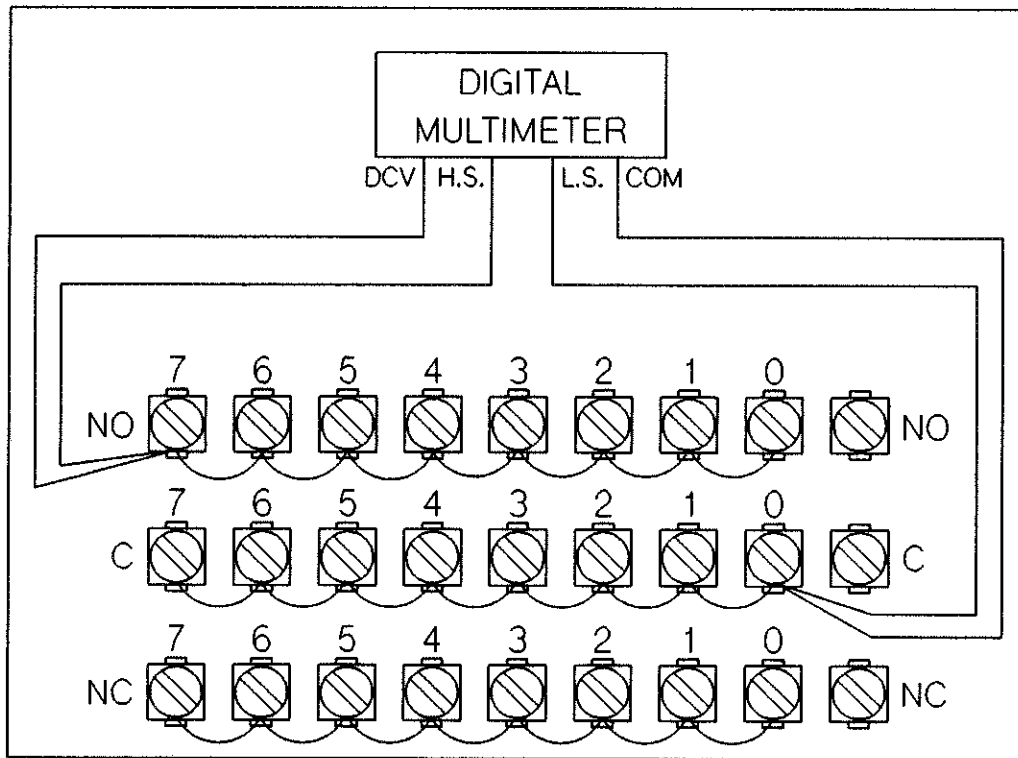 DIGITAL
MULTIMETER
DCV H.S. L.S. COM
7 6 5 4 3 2 1 0
NO NO
7 6 5 4 3 2 1 0
C C
7 6 5 4 3 2 1 0
NC NC